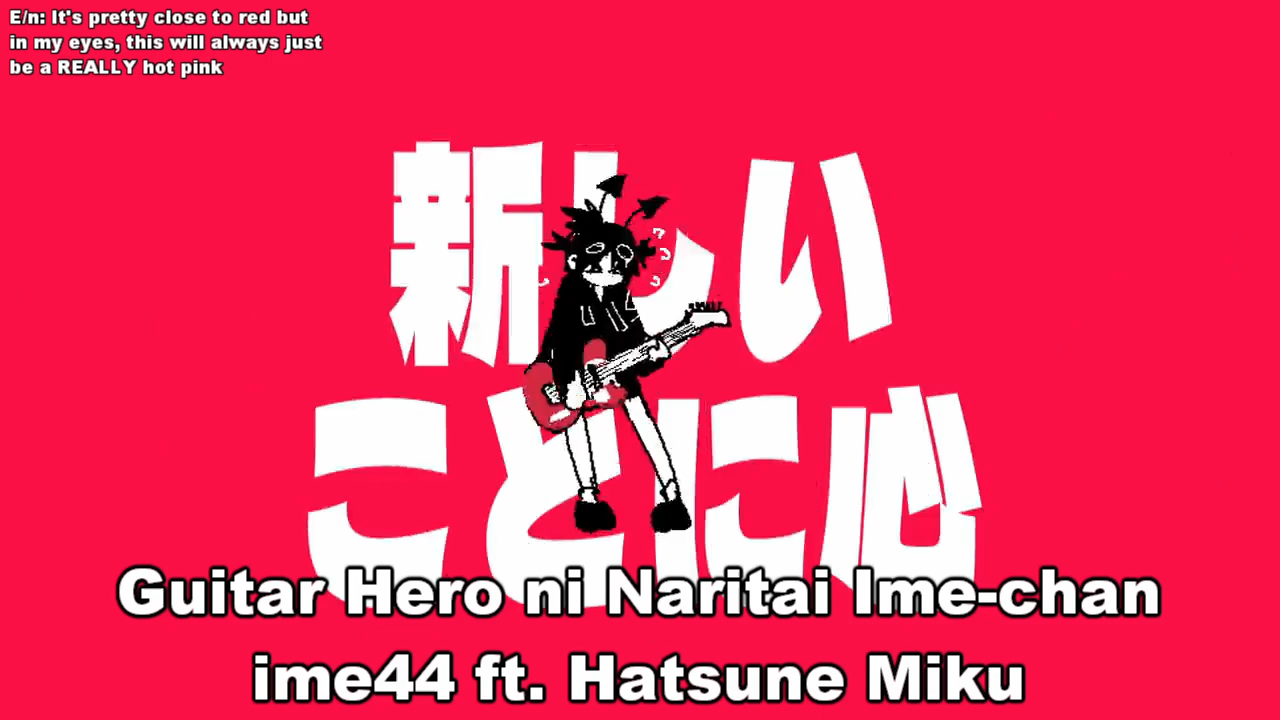 E/n: It's pretty close to red but
in my eyes, this will always just
be a REALLY hot pink
新しい
ことに心
Guitar Hero ni Naritai Ime-chan
ime44 ft. Hatsune Miku